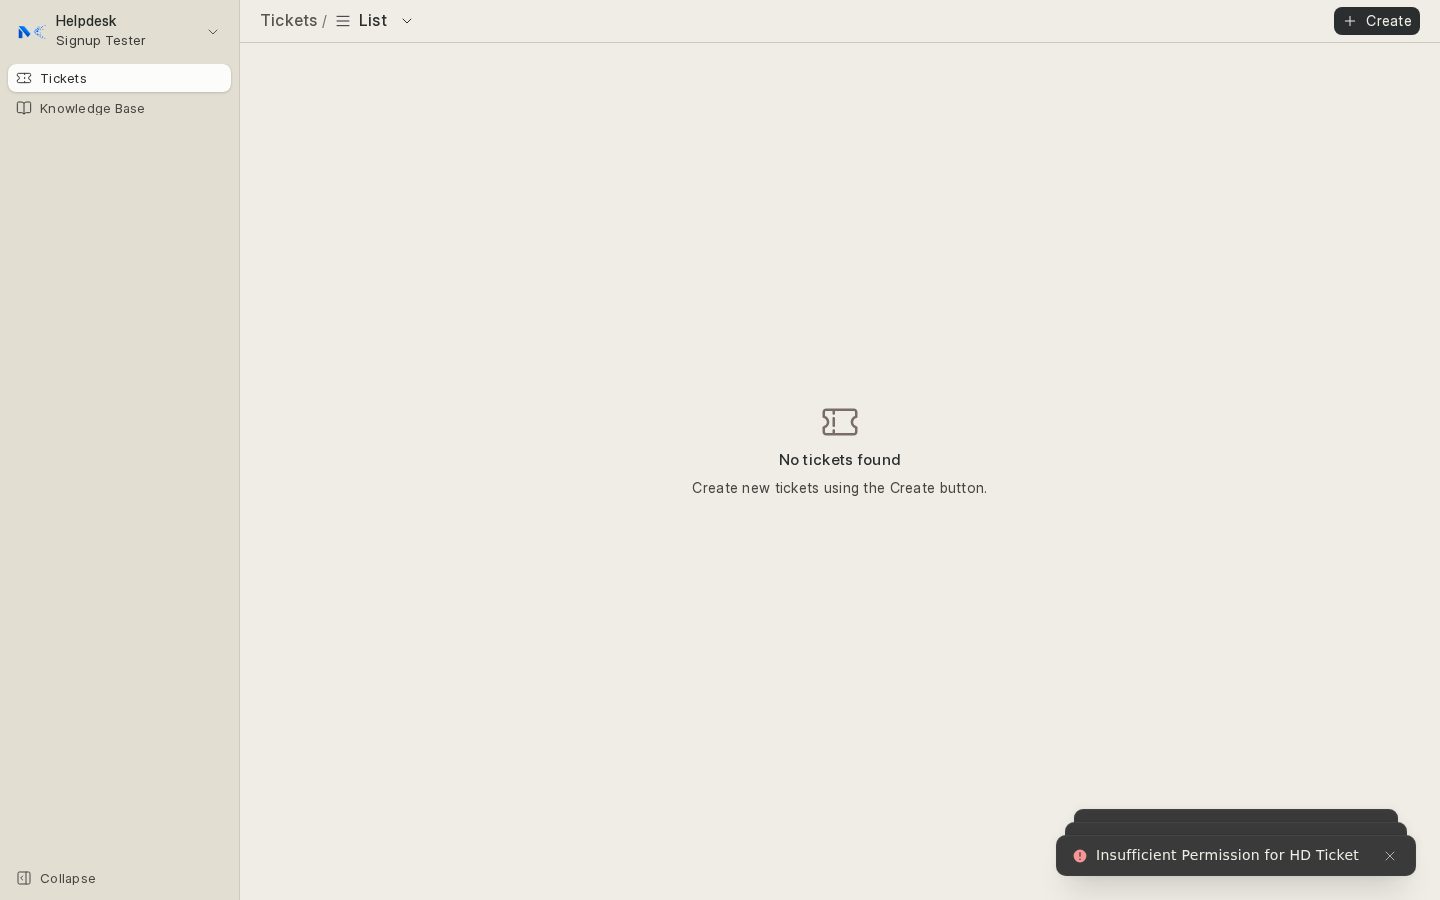 Helpdesk
Signup Tester
Tickets
Knowledge Base
Collapse
Tickets / List
Create
No tickets found
Create new tickets using the Create button.
Insufficient Permission for HD Ticket